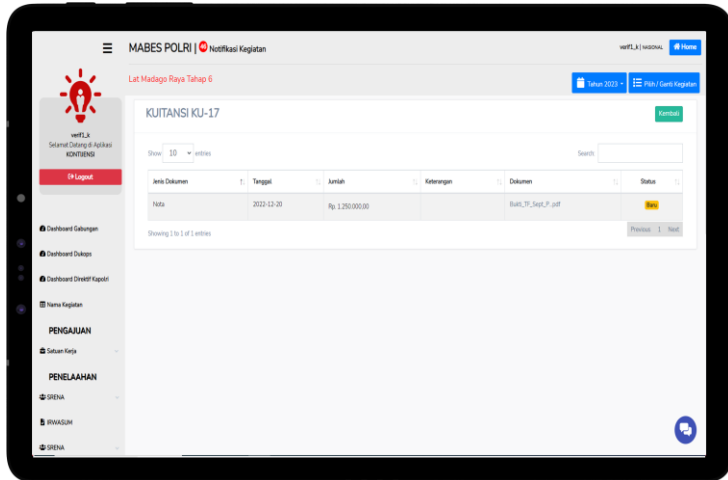 MABES POLRI | 46 Notifikasi Kegiatan
verif1_k | NASIONAL
Home
Lat Madago Raya Tahap 6
Tahun 2023
Pilih / Ganti Kegiatan
verif1_k
Selamat Datang di Aplikasi
KONTIJENSI
Logout
Dashboard Gabungan
Dashboard Dukops
Dashboard Direktif Kapolri
Nama Kegiatan
PENGAJUAN
Satuan Kerja
PENELAAHAN
SRENA
IRWASUM
SRENA
KUITANSI KU-17
Kembali
Show 10 entries
Search:
Jenis Dokumen Tanggal Jumlah Keterangan Dokumen Status
Nota 2022-12-20 Rp. 1.250.000,00 Bukti_TP_Sept_P..pdf Baru
Showing 1 to 1 of 1 entries
Previous 1 Next